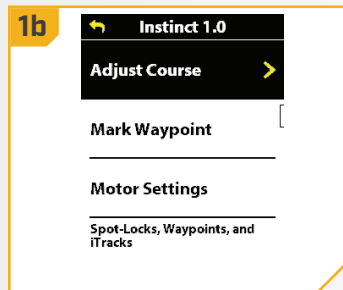 1b
Instinct 1.0
Adjust Course
Mark Waypoint
Motor Settings
Spot-Locks, Waypoints, and
iTracks